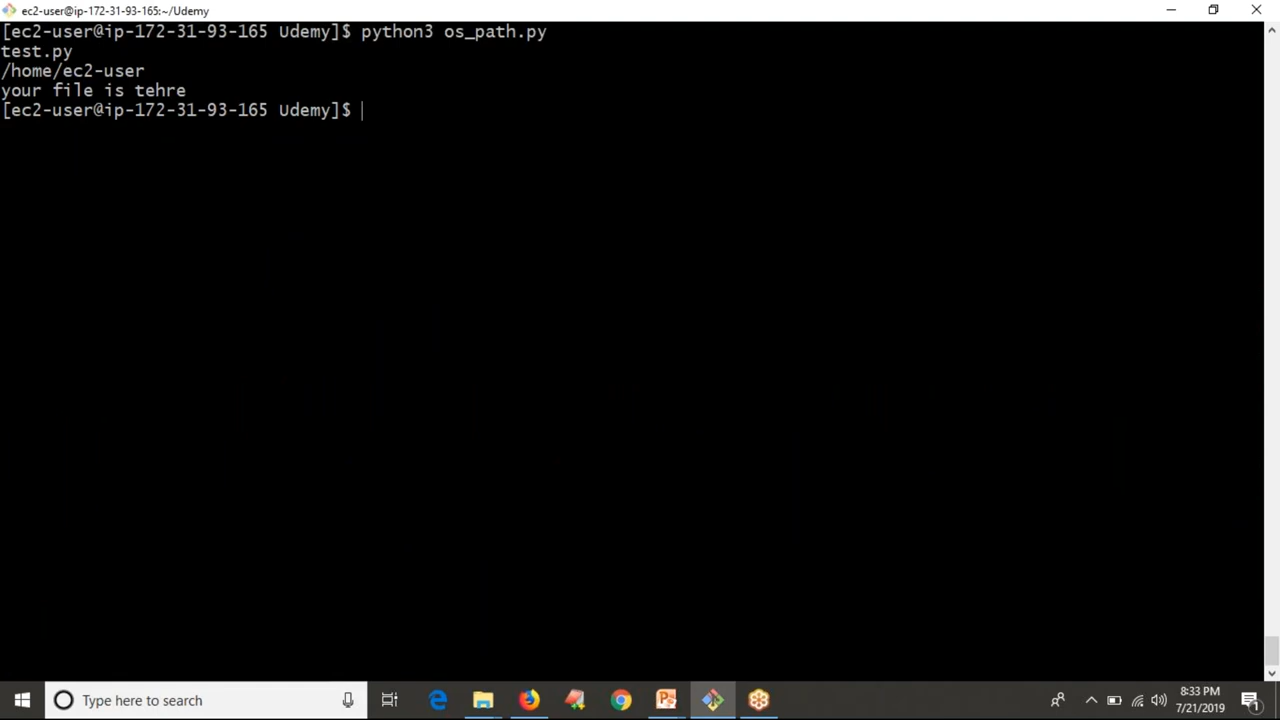 ec2-user@ip-172-31-93-165:~/Udemy
[ec2-user@ip-172-31-93-165 Udemy]$ python3 os_path.py
test.py
/home/ec2-user
your file is tehre
[ec2-user@ip-172-31-93-165 Udemy]$
Type here to search
8:33 PM
7/21/2019
1